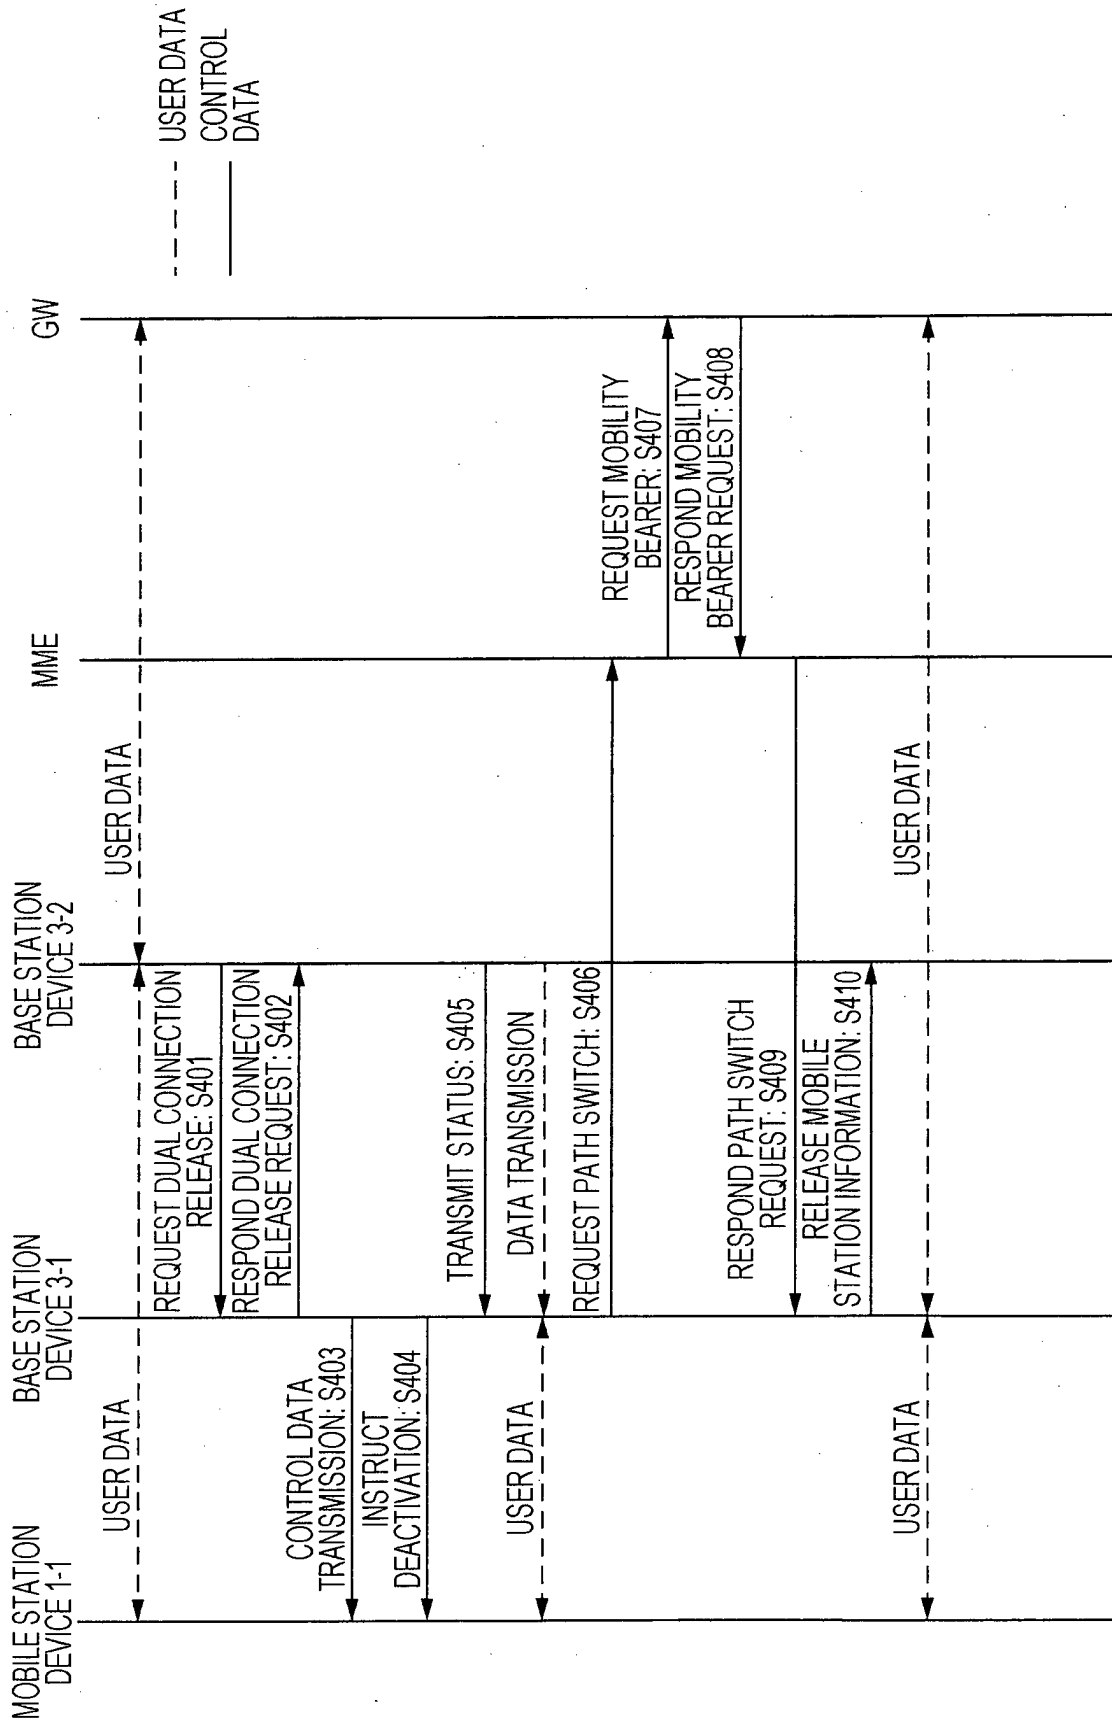 MOBILE STATION
DEVICE 1-1
BASE STATION
DEVICE 3-1
BASE STATION
DEVICE 3-2
MME
GW
USER DATA
CONTROL
DATA
USER DATA
USER DATA
REQUEST DUAL CONNECTION
RELEASE: S401
RESPOND DUAL CONNECTION
RELEASE REQUEST: S402
CONTROL DATA
TRANSMISSION: S403
INSTRUCT
DEACTIVATION: S404
TRANSMIT STATUS: S405
USER DATA
DATA TRANSMISSION
REQUEST PATH SWITCH: S406
REQUEST MOBILITY
BEARER: S407
RESPOND MOBILITY
BEARER REQUEST: S408
RESPOND PATH SWITCH
REQUEST: S409
RELEASE MOBILE
STATION INFORMATION: S410
USER DATA
USER DATA